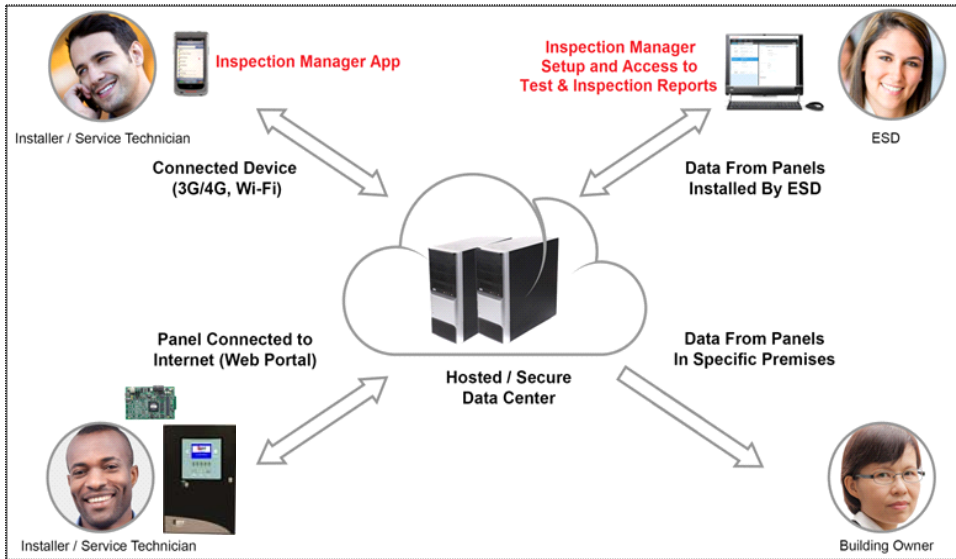 Inspection Manager App
Inspection Manager
Setup and Access to
Test & Inspection Reports
Installer / Service Technician
ESD
Connected Device
(3G/4G, Wi-Fi)
Data From Panels
Installed By ESD
Panel Connected to
Internet (Web Portal)
Data From Panels
In Specific Premises
Hosted / Secure
Data Center
Installer / Service Technician
Building Owner